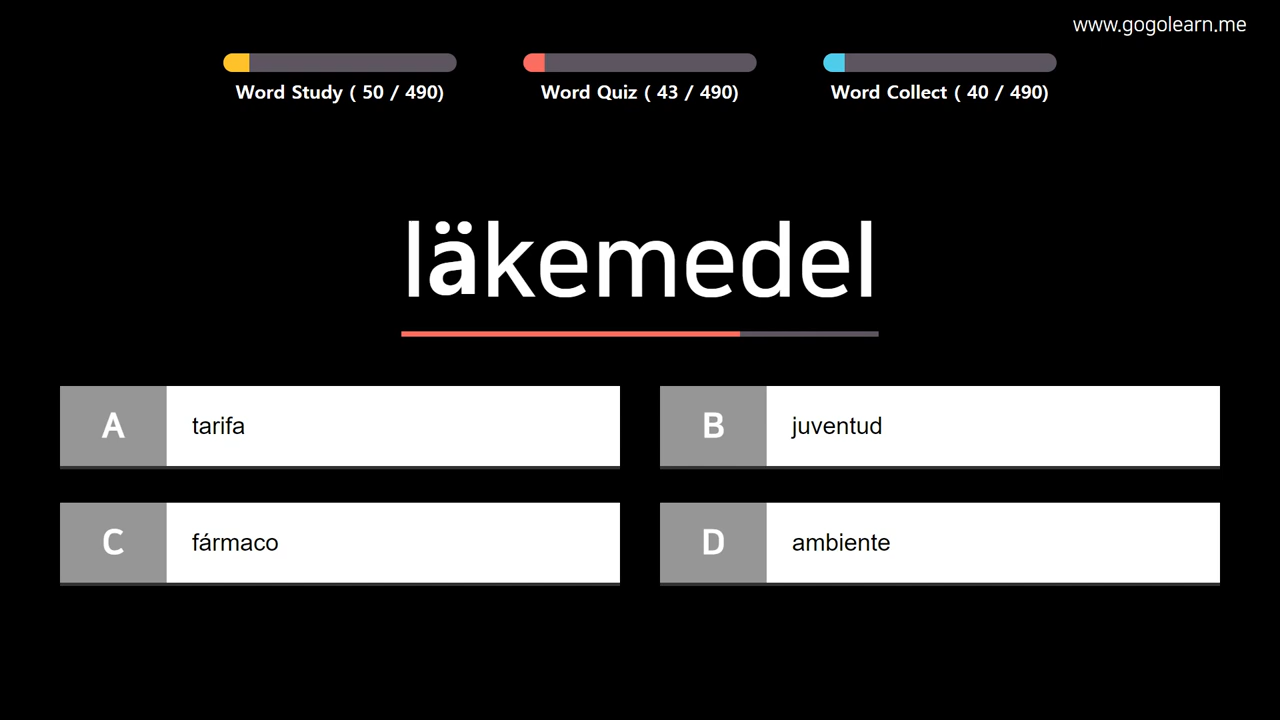 www.gogolearn.me
Word Study ( 50 / 490)
Word Quiz ( 43 / 490)
Word Collect ( 40 / 490)
läkemedel
A tarifa
B juventud
C fármaco
D ambiente